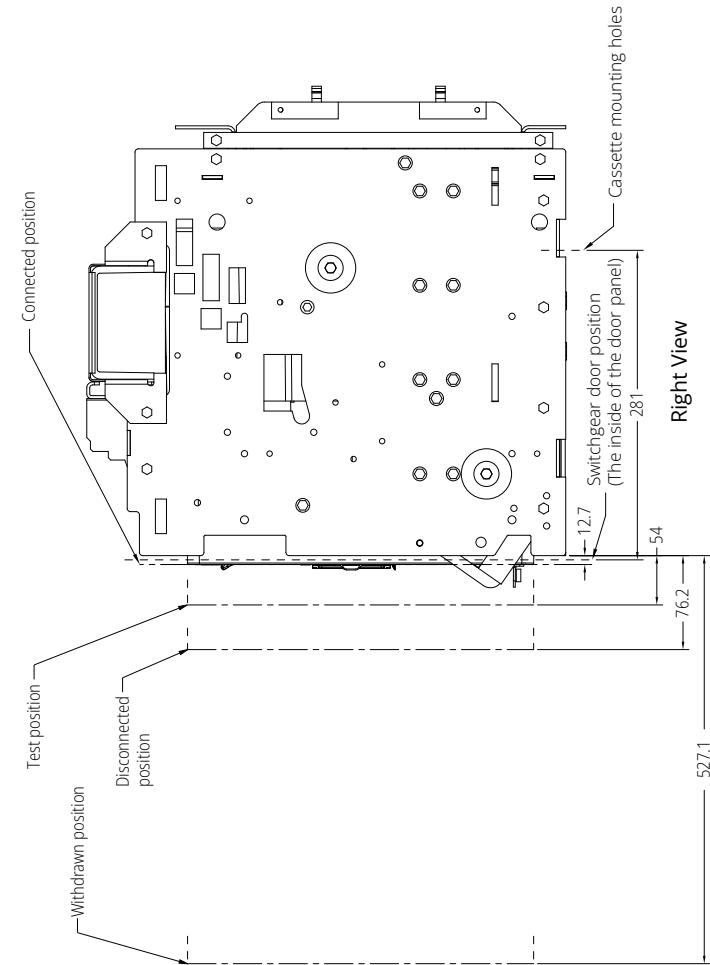 Connected position
Test position
Disconnected
position
Withdrawn position
Cassette mounting holes
Switchgear door position
(The inside of the door panel)
281
12.7
54
76.2
527.1
Right View